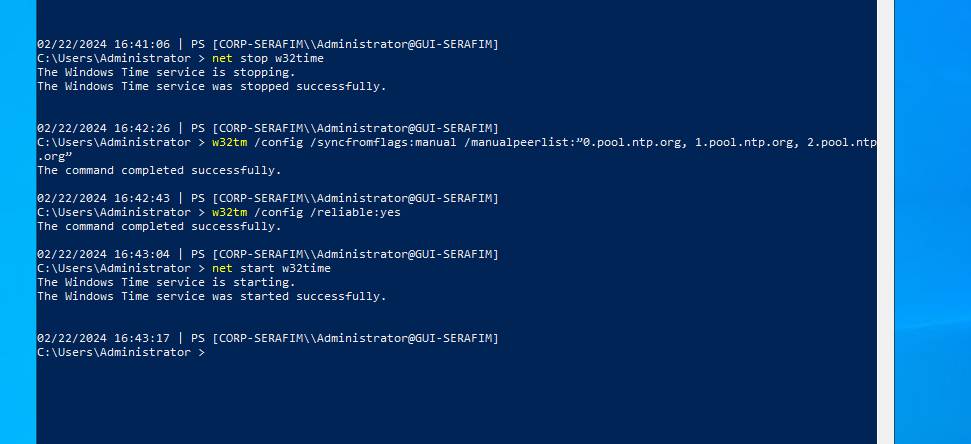 02/22/2024 16:41:06 | PS [CORP-SERAFIM\\Administrator@GUI-SERAFIM]
C:\Users\Administrator > net stop w32time
The Windows Time service is stopping.
The Windows Time service was stopped successfully.
02/22/2024 16:42:26 | PS [CORP-SERAFIM\\Administrator@GUI-SERAFIM]
C:\Users\Administrator > w32tm /config /syncfromflags:manual /manualpeerlist:”0.pool.ntp.org, 1.pool.ntp.org, 2.pool.ntp
.org”
The command completed successfully.
02/22/2024 16:42:43 | PS [CORP-SERAFIM\\Administrator@GUI-SERAFIM]
C:\Users\Administrator > w32tm /config /reliable:yes
The command completed successfully.
02/22/2024 16:43:04 | PS [CORP-SERAFIM\\Administrator@GUI-SERAFIM]
C:\Users\Administrator > net start w32time
The Windows Time service is starting.
The Windows Time service was started successfully.
02/22/2024 16:43:17 | PS [CORP-SERAFIM\\Administrator@GUI-SERAFIM]
C:\Users\Administrator >